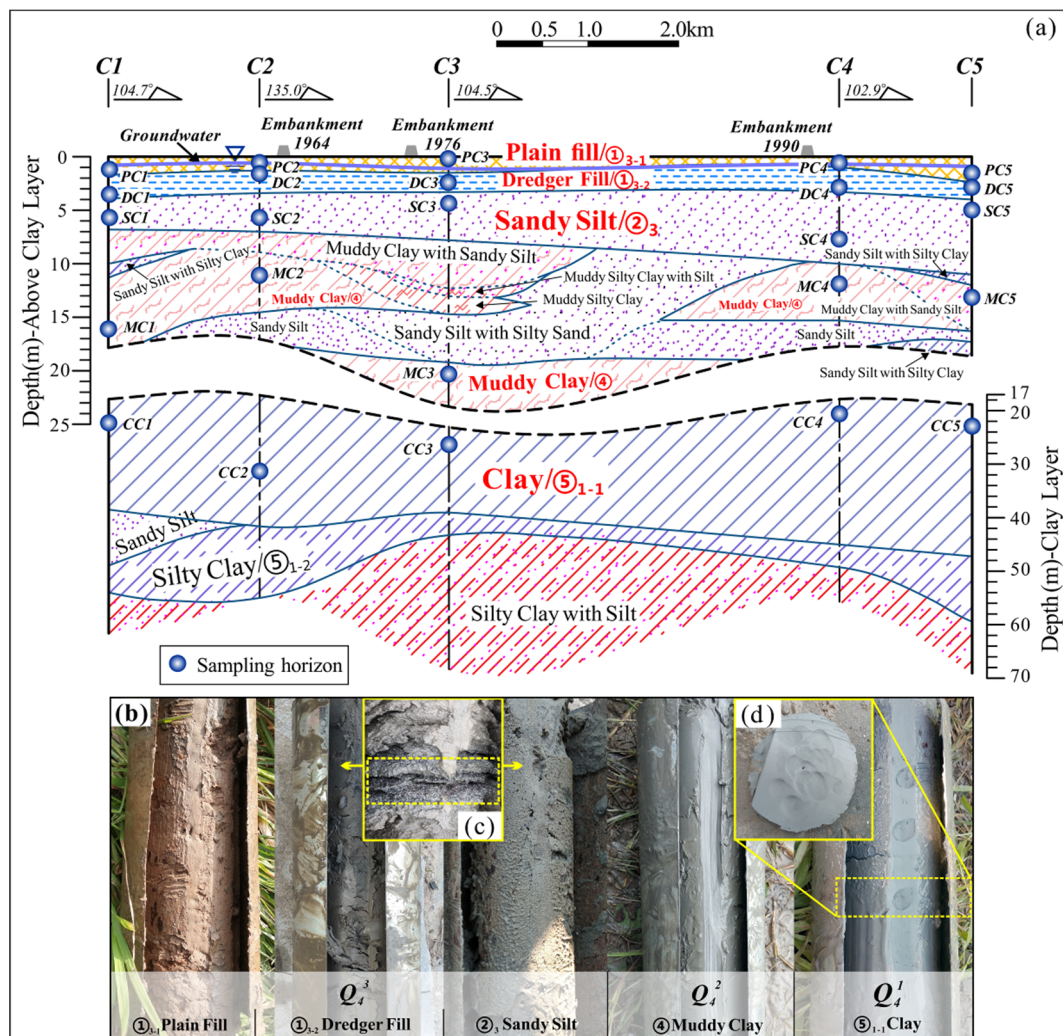 (a)
0 0.5 1.0 2.0km
C1 C2 C3 C4 C5
104.7° 135.0° 104.5° 102.9°
Embankment Embankment Embankment
Groundwater 1964 1976 1990
0 PC3 Plain fill/①3-1
PC1 PC2 PC4 PC5
DC2 DC3 Dredger Fill/①3-2
DC1 DC4 DC5
5 SC1 SC2 SC3 Sandy Silt/②3 SC5
SC4
Muddy Clay with Sandy Silt Sandy Silt with Silty Clay
10 Sandy Silt with Silty Clay MC2 Muddy Silty Clay with Silt MC4
Muddy Clay/④ Muddy Silty Clay Muddy Clay/④ Muddy Clay with Sandy Silt MC5
15 MC1 Sandy Silt Sandy Silt with Silty Sand Sandy Silt
20 MC3 Muddy Clay/④ Sandy Silt with Silty Clay
25
Depth(m)-Above Clay Layer
17
20
30
40
50
60
70
Depth(m)-Clay Layer
CC1 CC4 CC5
CC2 CC3
Clay/⑤1-1
Sandy Silt
Silty Clay/⑤1-2
Silty Clay with Silt
Sampling horizon
(b) (c) (d)
Q₄³ Q₄² Q₄¹
①3-1 Plain Fill ①3-2 Dredger Fill ②3 Sandy Silt ④ Muddy Clay ⑤1-1 Clay